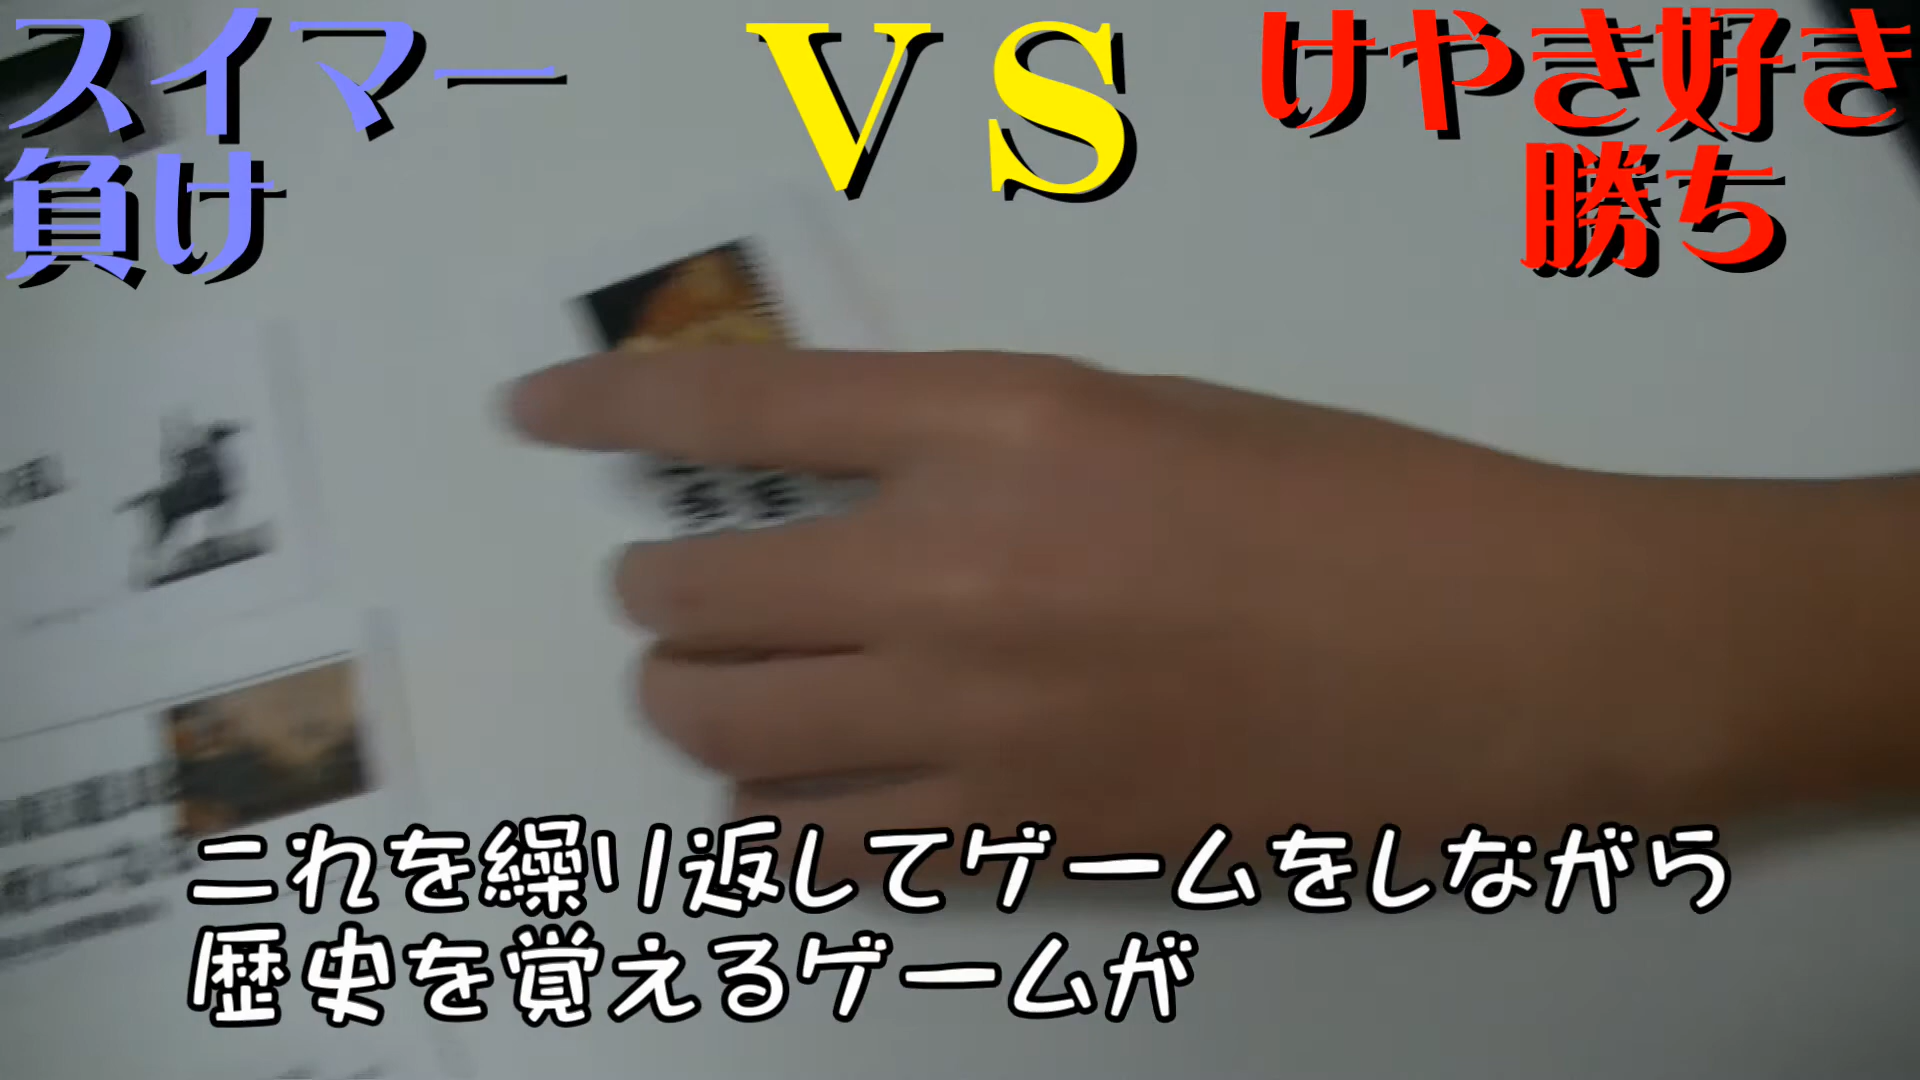 スイマー
負け
VS
けやき好き
勝ち
これを繰り返してゲームをしながら
歴史を覚えるゲームが